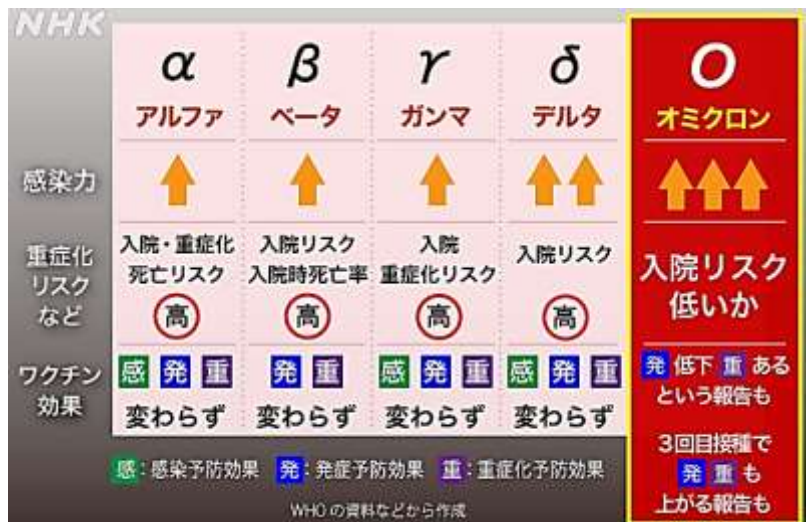 NHK
α
β
γ
δ
Ο
アルファ
ベータ
ガンマ
デルタ
オミクロン
感染力
重症化
リスク
など
入院・重症化
死亡リスク
高
入院リスク
入院時死亡率
高
入院
重症化リスク
高
入院リスク
高
入院リスク
低いか
ワクチン
効果
感 発 重
変わらず
発 重
変わらず
感 発 重
変わらず
感 発 重
変わらず
発 低下 重 ある
という報告も
3回目接種で
発 重 も
上がる報告も
感：感染予防効果 発：発症予防効果 重：重症化予防効果
WHOの資料などから作成